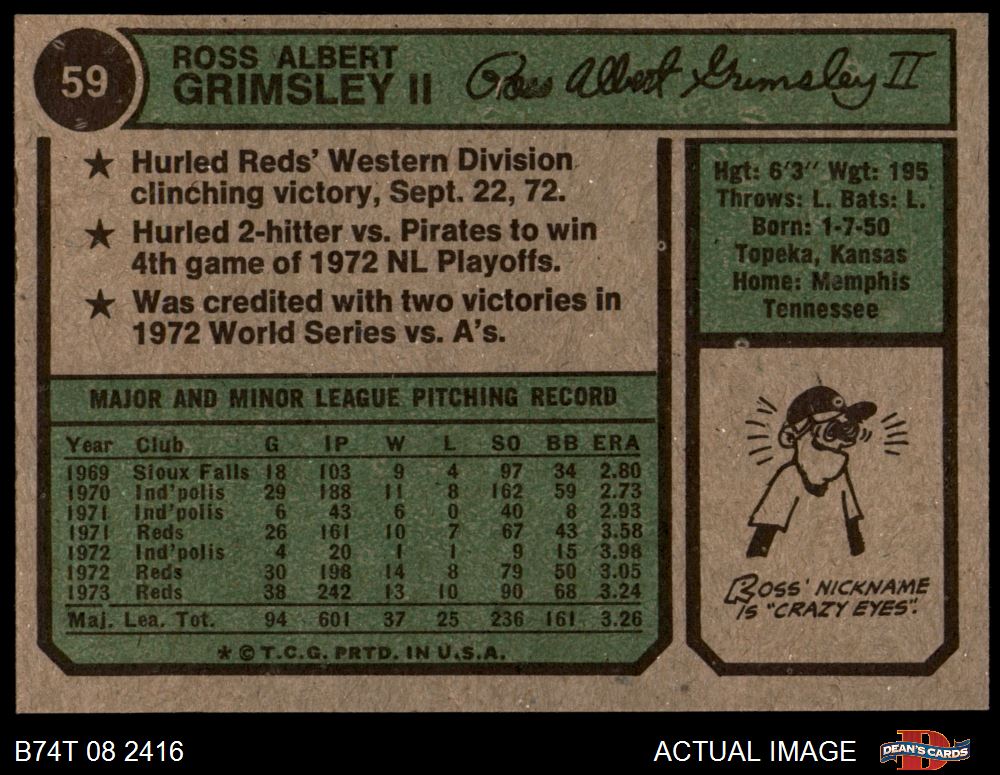 59
ROSS ALBERT
GRIMSLEY II
Ross Albert Grimsley II
★ Hurled Reds' Western Division
clinching victory, Sept. 22, 72.
★ Hurled 2-hitter vs. Pirates to win
4th game of 1972 NL Playoffs.
★ Was credited with two victories in
1972 World Series vs. A's.
Hgt: 6'3" Wgt: 195
Throws: L. Bats: L.
Born: 1-7-50
Topeka, Kansas
Home: Memphis
Tennessee
MAJOR AND MINOR LEAGUE PITCHING RECORD
Year Club G IP W L SO BB ERA
1969 Sioux Falls 18 103 9 4 97 34 2.80
1970 Ind'polis 29 188 11 8 162 59 2.73
1971 Ind'polis 6 43 6 0 40 8 2.93
1971 Reds 26 161 10 7 67 43 3.58
1972 Ind'polis 4 20 1 1 9 15 3.98
1972 Reds 30 198 14 8 79 50 3.05
1973 Reds 38 242 13 10 90 68 3.24
Maj. Lea. Tot. 94 601 37 25 236 161 3.26
* © T.C.G. PRTD. IN U.S.A.
ROSS' NICKNAME
IS "CRAZY EYES".
B74T 08 2416
ACTUAL IMAGE
DEAN'S CARDS